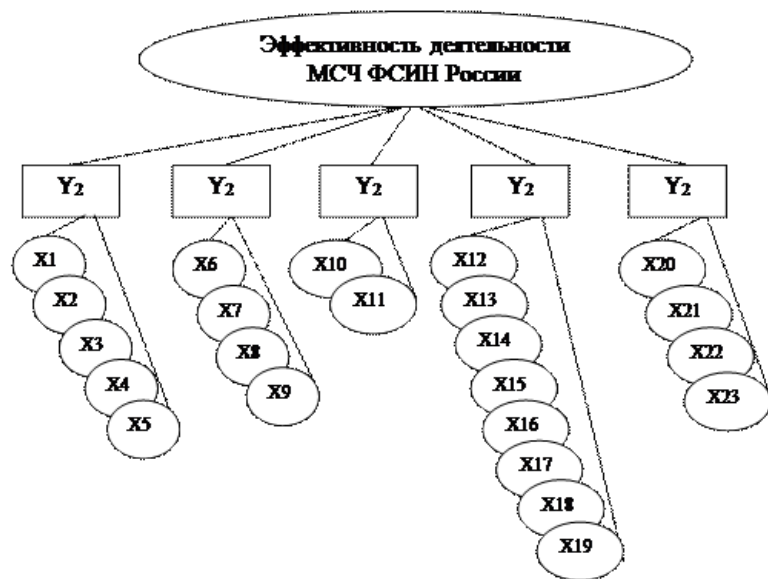 Эффективность деятельности
МСЧ ФСИН России
Y2 Y2 Y2 Y2 Y2
X1 X6 X10 X12 X20
X2 X7 X11 X13 X21
X3 X8 X14 X22
X4 X9 X15 X23
X5 X16
X17
X18
X19